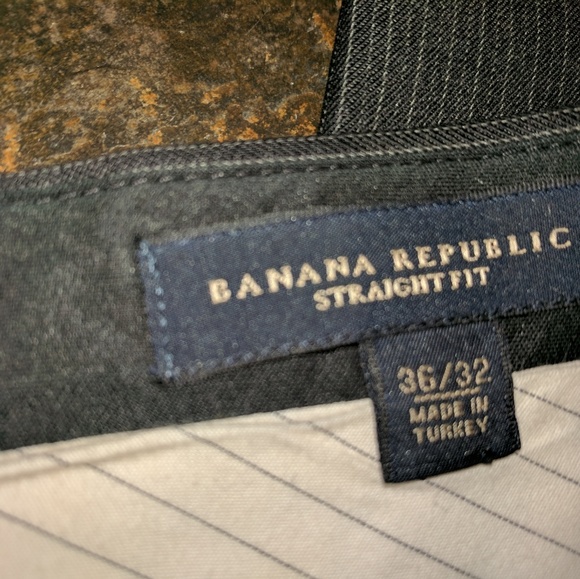 BANANA REPUBLIC
STRAIGHT FIT
36/32
MADE IN
TURKEY